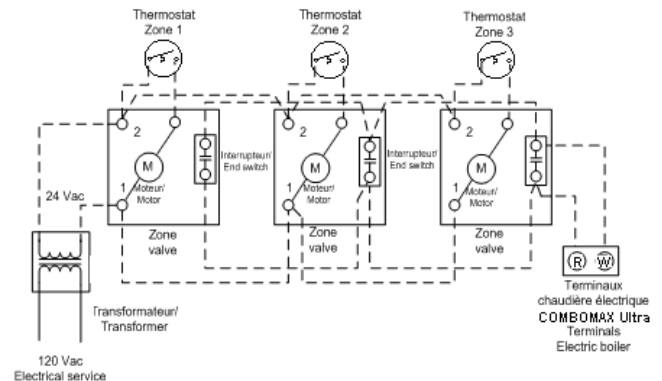 Thermostat
Zone 1
Thermostat
Zone 2
Thermostat
Zone 3
2
2
2
Interrupteur/
End switch
Interrupteur/
End switch
M
M
M
Moteur/
Motor
Moteur/
Motor
Moteur/
Motor
1
1
1
24 Vac
Zone
valve
Zone
valve
Zone
valve
R
W
Transformateur/
Transformer
Terminaux
chaudière électrique
COMBOMAX Ultra
Terminals
Electric boiler
120 Vac
Electrical service